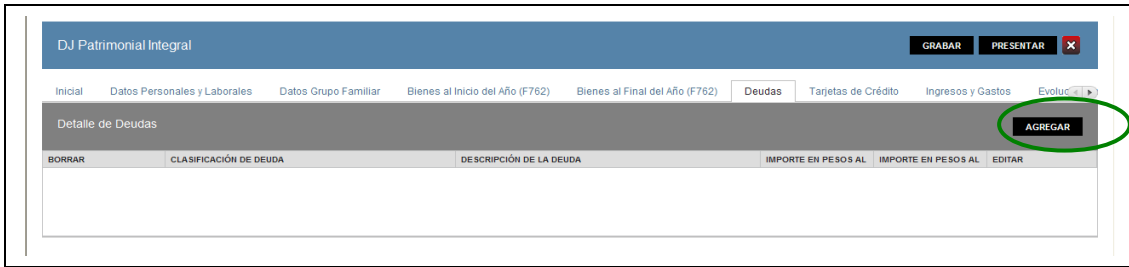 DJ Patrimonial Integral GRABAR PRESENTAR
Inicial Datos Personales y Laborales Datos Grupo Familiar Bienes al Inicio del Año (F762) Bienes al Final del Año (F762) Deudas Tarjetas de Crédito Ingresos y Gastos Evoluc
Detalle de Deudas AGREGAR
BORRAR CLASIFICACIÓN DE DEUDA DESCRIPCIÓN DE LA DEUDA IMPORTE EN PESOS AL IMPORTE EN PESOS AL EDITAR